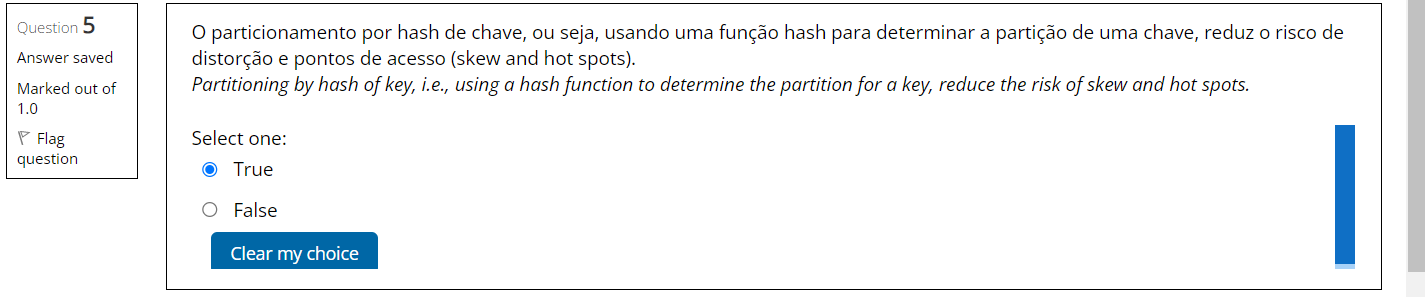 Question 5
Answer saved
Marked out of
1.0
Flag
question
O particionamento por hash de chave, ou seja, usando uma função hash para determinar a partição de uma chave, reduz o risco de
distorção e pontos de acesso (skew and hot spots).
Partitioning by hash of key, i.e., using a hash function to determine the partition for a key, reduce the risk of skew and hot spots.
Select one:
True
False
Clear my choice